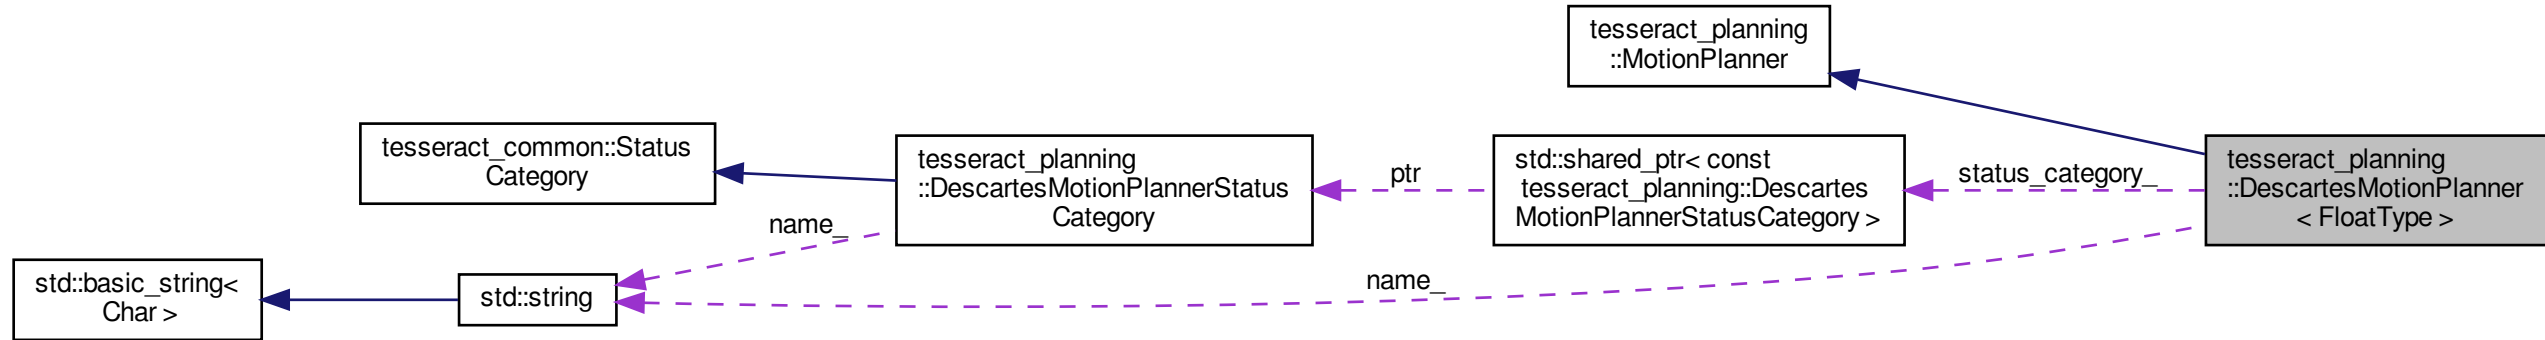 tesseract_planning
::MotionPlanner
tesseract_common::Status
Category
tesseract_planning
::DescartesMotionPlannerStatus
Category
ptr
std::shared_ptr< const
tesseract_planning::Descartes
MotionPlannerStatusCategory >
status_category_
tesseract_planning
::DescartesMotionPlanner
< FloatType >
name_
std::basic_string<
Char >
std::string
name_